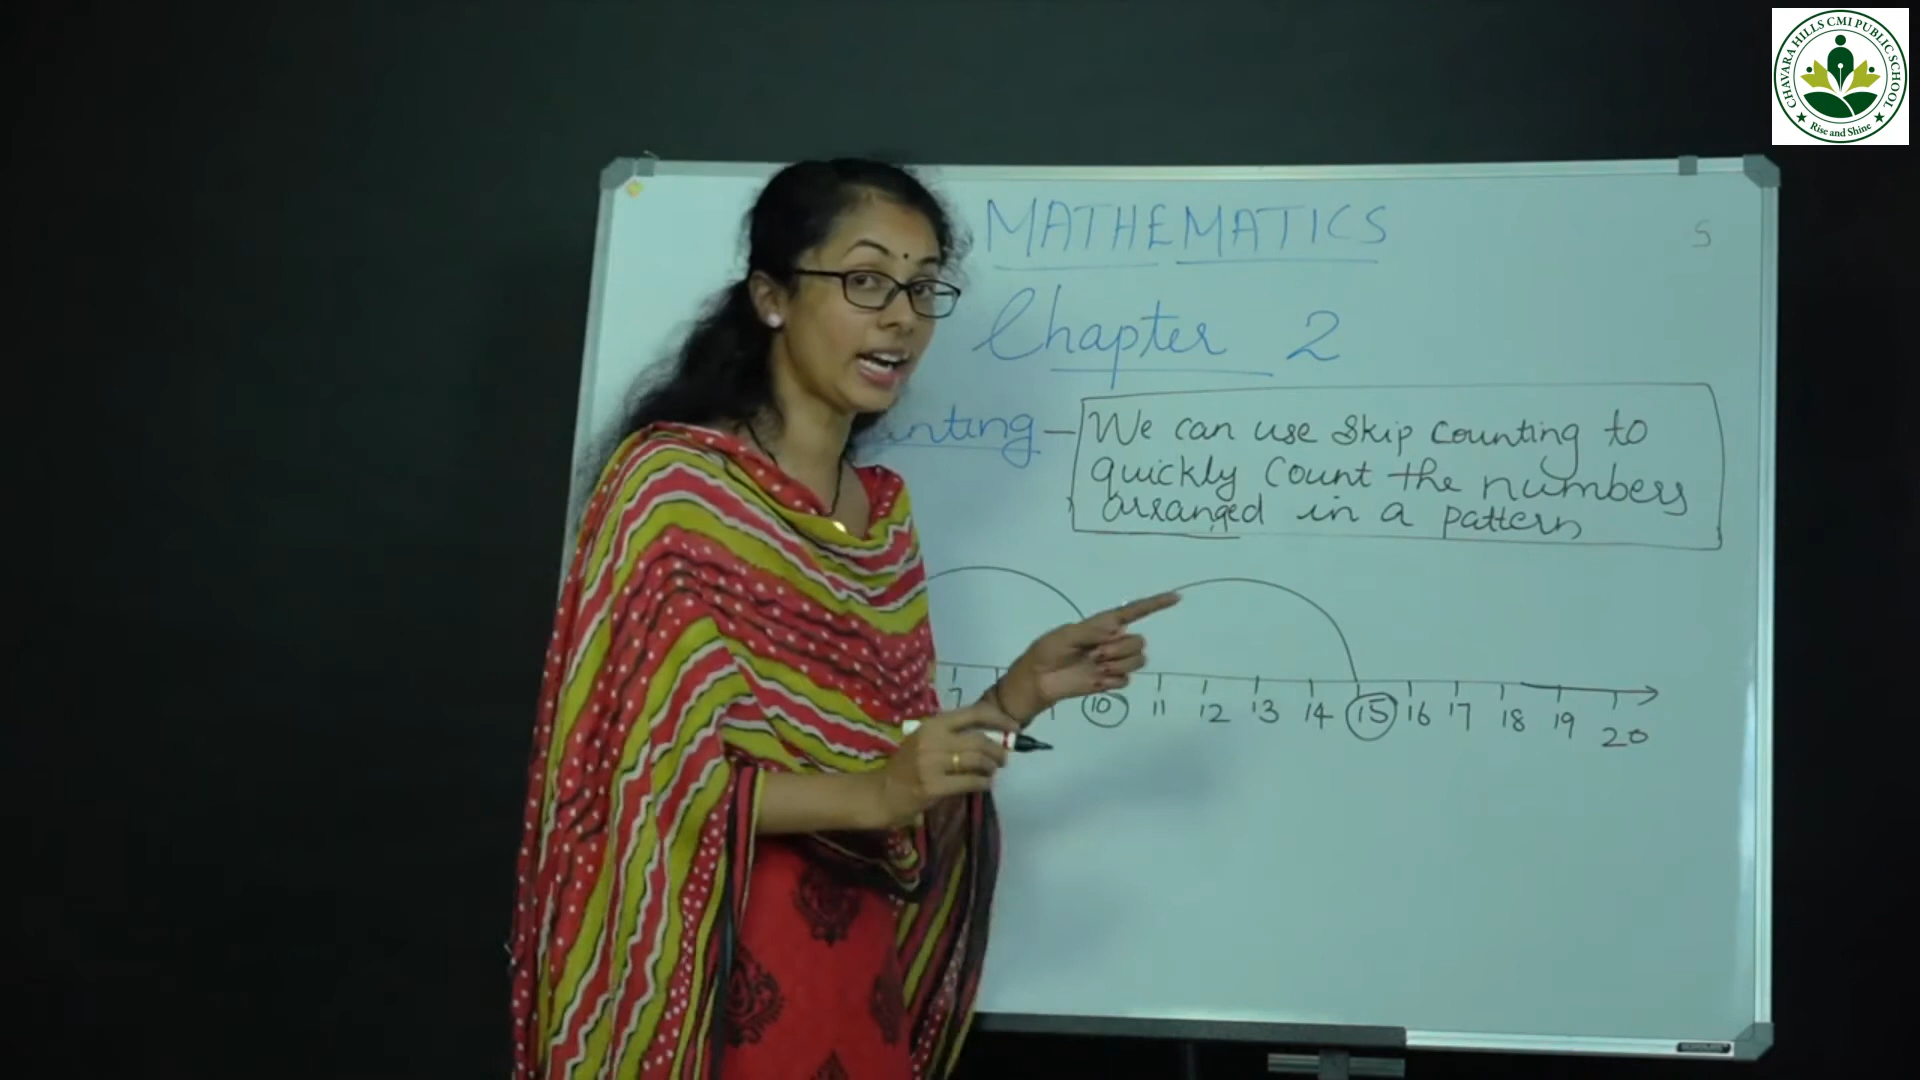 CHAVARA HILLS CMI PUBLIC SCHOOL
Rise and Shine
MATHEMATICS
S
Chapter 2
We can use skip counting to
quickly count the numbers
arranged in a pattern
7 10 11 12 13 14 15 16 17 18 19 20